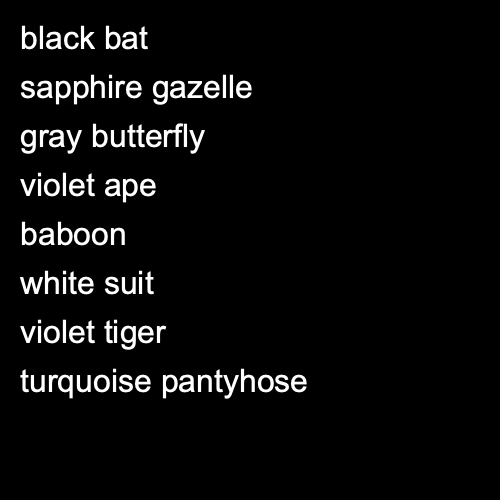 black bat
sapphire gazelle
gray butterfly
violet ape
baboon
white suit
violet tiger
turquoise pantyhose